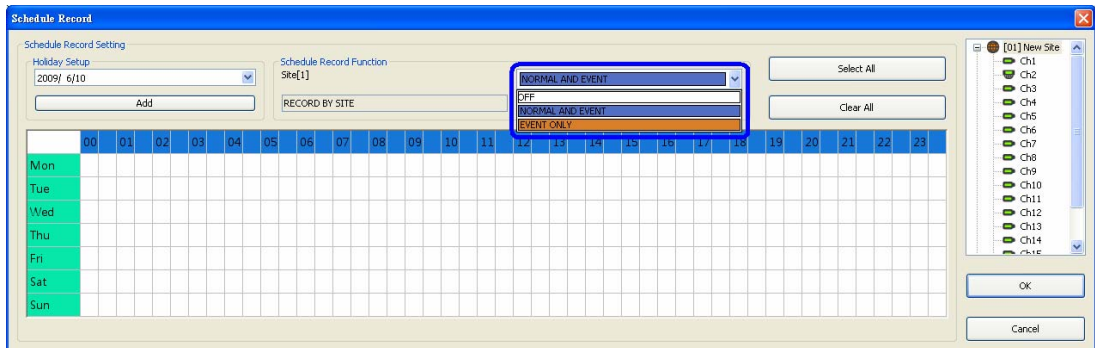 Schedule Record
Schedule Record Setting
Holiday Setup
2009/ 6/10
Add
Schedule Record Function
Site[1]
RECORD BY SITE
NORMAL AND EVENT
OFF
NORMAL AND EVENT
EVENT ONLY
Select All
Clear All
00 01 02 03 04 05 06 07 08 09 10 11 12 13 14 15 16 17 18 19 20 21 22 23
Mon
Tue
Wed
Thu
Fri
Sat
Sun
[01] New Site
Ch1
Ch2
Ch3
Ch4
Ch5
Ch6
Ch7
Ch8
Ch9
Ch10
Ch11
Ch12
Ch13
Ch14
Ch15
OK
Cancel